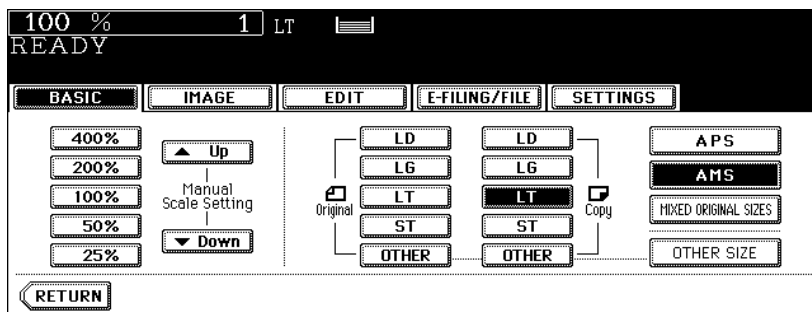 100 % 1 LT
READY
BASIC IMAGE EDIT E-FILING/FILE SETTINGS
400%
200%
100%
50%
25%
Up
Manual
Scale Setting
Down
Original
LD
LG
LT
ST
OTHER
LD
LG
LT
ST
OTHER
Copy
APS
AMS
MIXED ORIGINAL SIZES
OTHER SIZE
RETURN